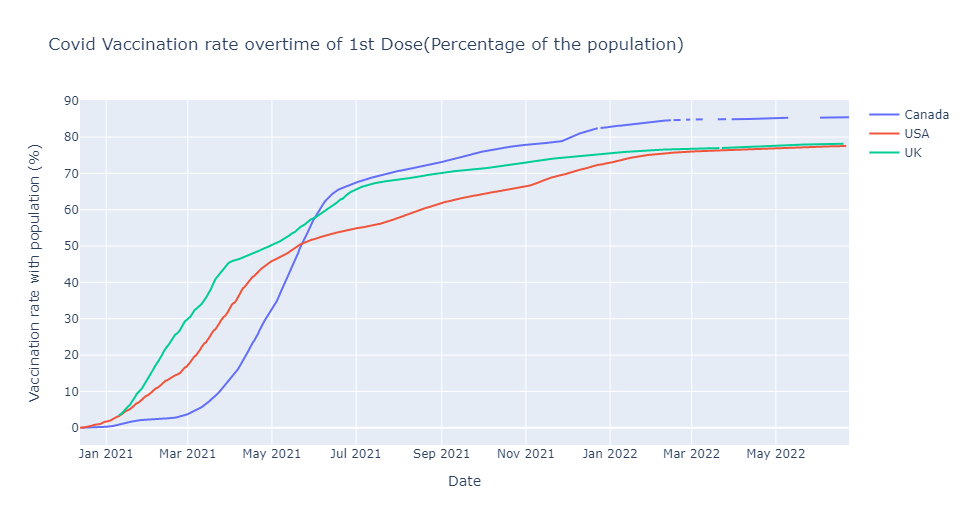 Covid Vaccination rate overtime of 1st Dose(Percentage of the population)
Vaccination rate with population (%)
90
80
70
60
50
40
30
20
10
0
Jan 2021
Mar 2021
May 2021
Jul 2021
Sep 2021
Nov 2021
Jan 2022
Mar 2022
May 2022
Date
Canada
USA
UK